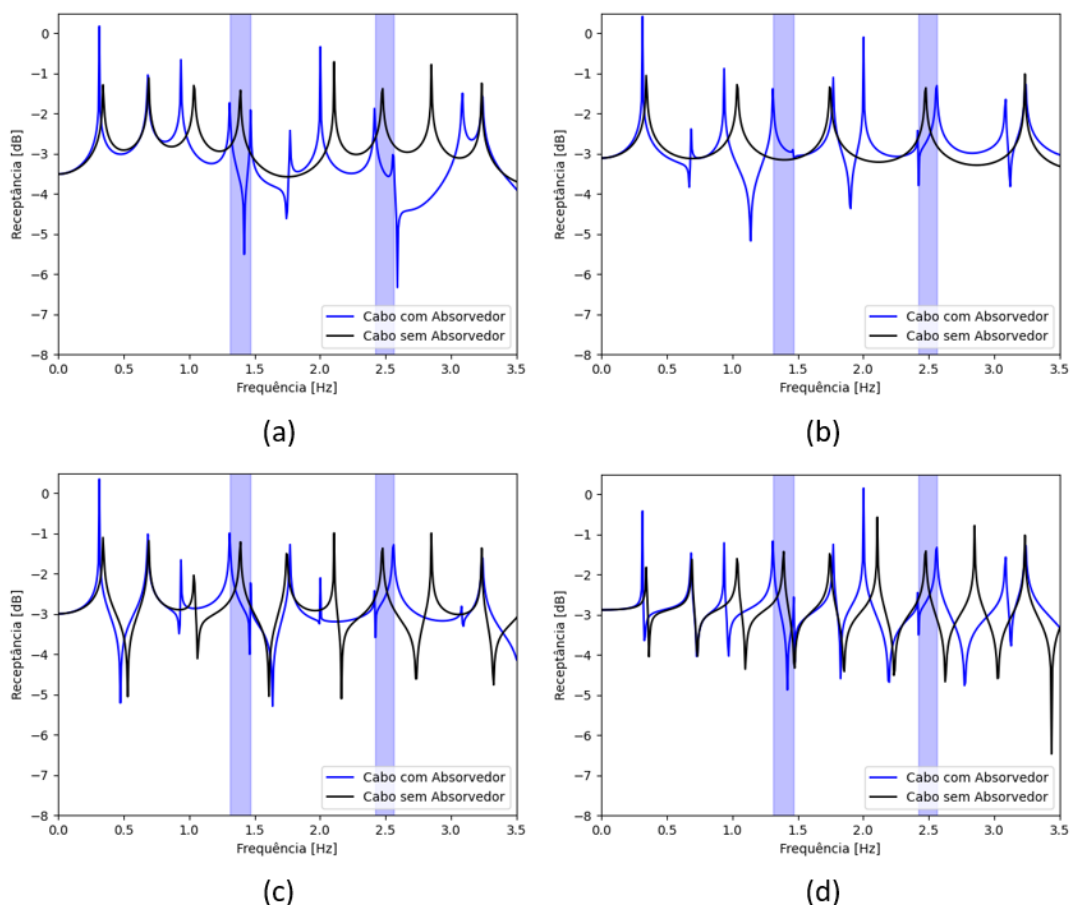 0
−1
−2
−3
−4
−5
−6
−7
−8
Receptância [dB]
Cabo com Absorvedor
Cabo sem Absorvedor
0.0 0.5 1.0 1.5 2.0 2.5 3.0 3.5
Frequência [Hz]
(a)
0
−1
−2
−3
−4
−5
−6
−7
−8
Receptância [dB]
Cabo com Absorvedor
Cabo sem Absorvedor
0.0 0.5 1.0 1.5 2.0 2.5 3.0 3.5
Frequência [Hz]
(b)
0
−1
−2
−3
−4
−5
−6
−7
−8
Receptância [dB]
Cabo com Absorvedor
Cabo sem Absorvedor
0.0 0.5 1.0 1.5 2.0 2.5 3.0 3.5
Frequência [Hz]
(c)
0
−1
−2
−3
−4
−5
−6
−7
−8
Receptância [dB]
Cabo com Absorvedor
Cabo sem Absorvedor
0.0 0.5 1.0 1.5 2.0 2.5 3.0 3.5
Frequência [Hz]
(d)